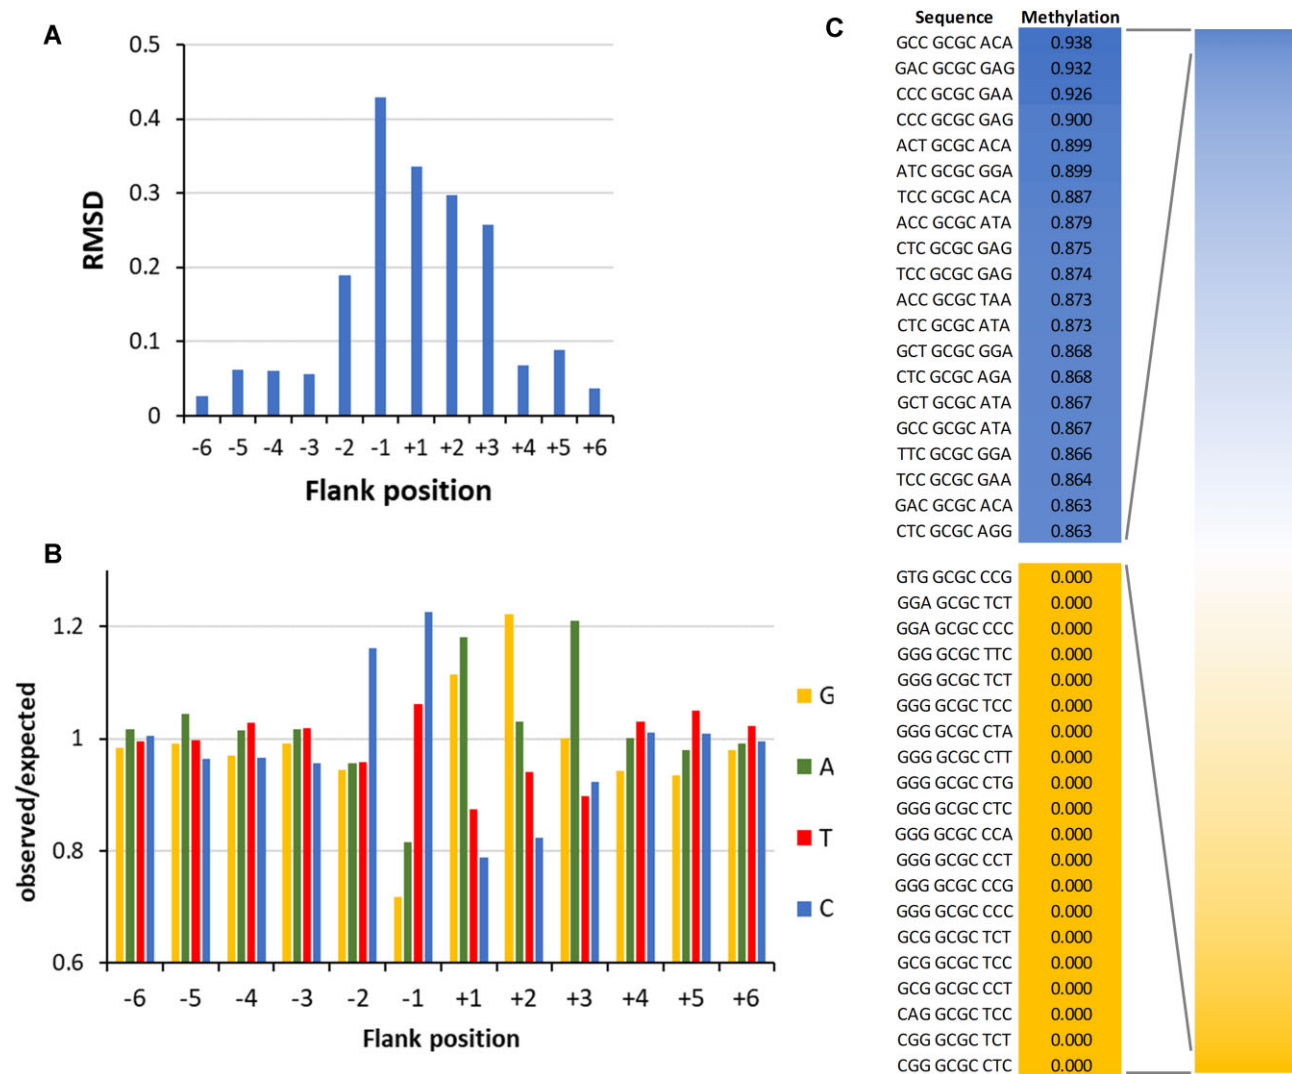 A
0.5
0.4
0.3
0.2
0.1
0
RMSD
-6 -5 -4 -3 -2 -1 +1 +2 +3 +4 +5 +6
Flank position
B
1.2
1
0.8
0.6
observed/expected
-6 -5 -4 -3 -2 -1 +1 +2 +3 +4 +5 +6
Flank position
G
A
T
C
C
Sequence Methylation
GCC GCGC ACA 0.938
GAC GCGC GAG 0.932
CCC GCGC GAA 0.926
CCC GCGC GAG 0.900
ACT GCGC ACA 0.899
ATC GCGC GGA 0.899
TCC GCGC ACA 0.887
ACC GCGC ATA 0.879
CTC GCGC GAG 0.875
TCC GCGC GAG 0.874
ACC GCGC TAA 0.873
CTC GCGC ATA 0.873
GCT GCGC GGA 0.868
CTC GCGC AGA 0.868
GCT GCGC ATA 0.867
GCC GCGC ATA 0.867
TTC GCGC GGA 0.866
TCC GCGC GAA 0.864
GAC GCGC ACA 0.863
CTC GCGC AGG 0.863
GTG GCGC CCG 0.000
GGA GCGC TCT 0.000
GGA GCGC CCC 0.000
GGG GCGC TTC 0.000
GGG GCGC TCT 0.000
GGG GCGC TCC 0.000
GGG GCGC CTA 0.000
GGG GCGC CTT 0.000
GGG GCGC CTG 0.000
GGG GCGC CTC 0.000
GGG GCGC CCA 0.000
GGG GCGC CCT 0.000
GGG GCGC CCG 0.000
GGG GCGC CCC 0.000
GCG GCGC TCT 0.000
GCG GCGC TCC 0.000
GCG GCGC CCT 0.000
CAG GCGC TCC 0.000
CGG GCGC TCT 0.000
CGG GCGC CTC 0.000